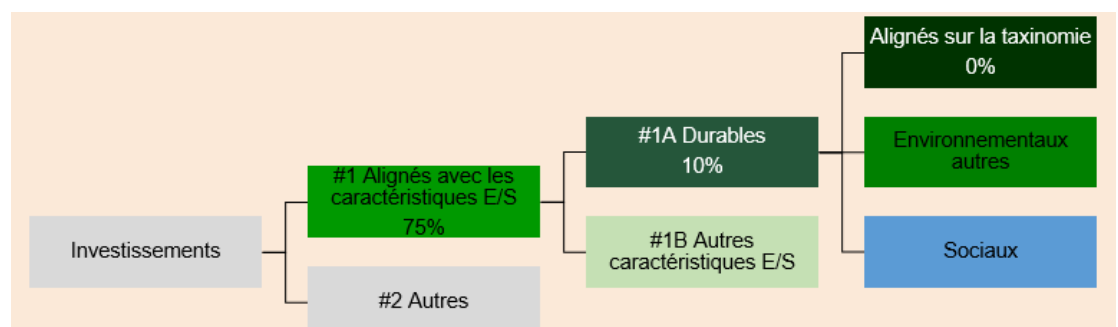 Investissements
#1 Alignés avec les
caractéristiques E/S
75%
#2 Autres
#1A Durables
10%
#1B Autres
caractéristiques E/S
Alignés sur la taxinomie
0%
Environnementaux
autres
Sociaux